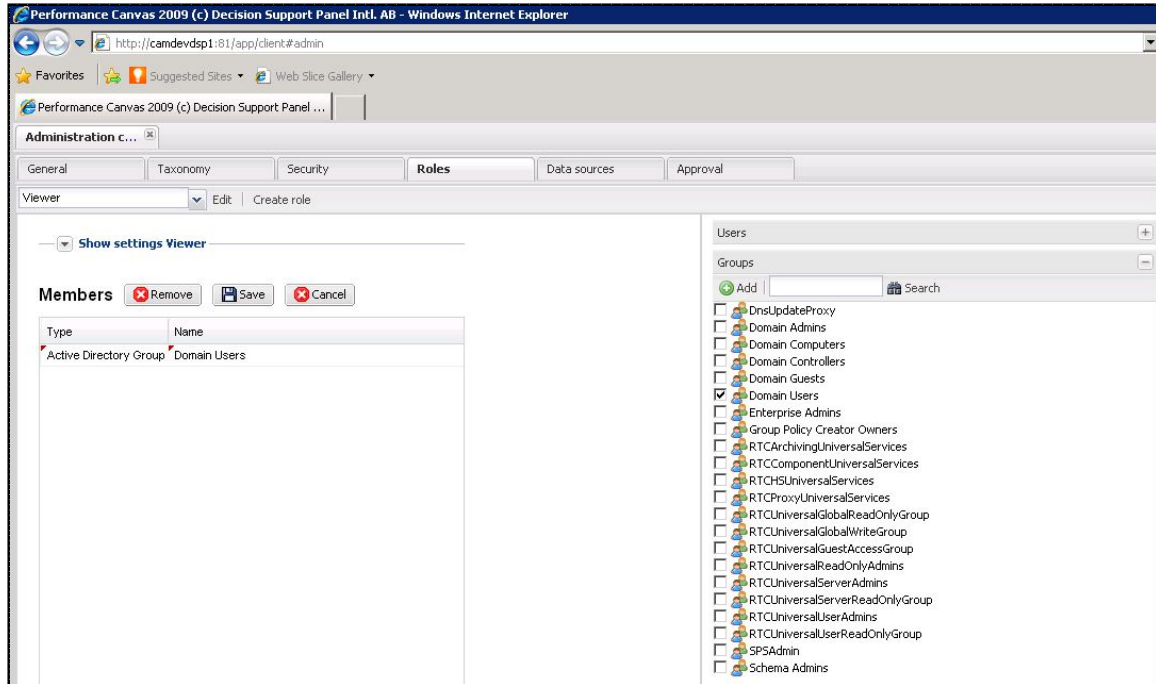 Performance Canvas 2009 (c) Decision Support Panel Intl. AB - Windows Internet Explorer
http://camdevdsp1:81/app/client#admin
Favorites Suggested Sites Web Slice Gallery
Performance Canvas 2009 (c) Decision Support Panel ...
Administration c...
General Taxonomy Security Roles Data sources Approval
Viewer Edit Create role
Show settings Viewer
Members Remove Save Cancel
Type Name
Active Directory Group Domain Users
Users
Groups
Add Search
DnsUpdateProxy
Domain Admins
Domain Computers
Domain Controllers
Domain Guests
Domain Users
Enterprise Admins
Group Policy Creator Owners
RTCArchivingUniversalServices
RTCComponentUniversalServices
RTCHSUniversalServices
RTCProxyUniversalServices
RTCUniversalGlobalReadOnlyGroup
RTCUniversalGlobalWriteGroup
RTCUniversalGuestAccessGroup
RTCUniversalReadOnlyAdmins
RTCUniversalServerAdmins
RTCUniversalServerReadOnlyGroup
RTCUniversalUserAdmins
RTCUniversalUserReadOnlyGroup
SPSAdmin
Schema Admins